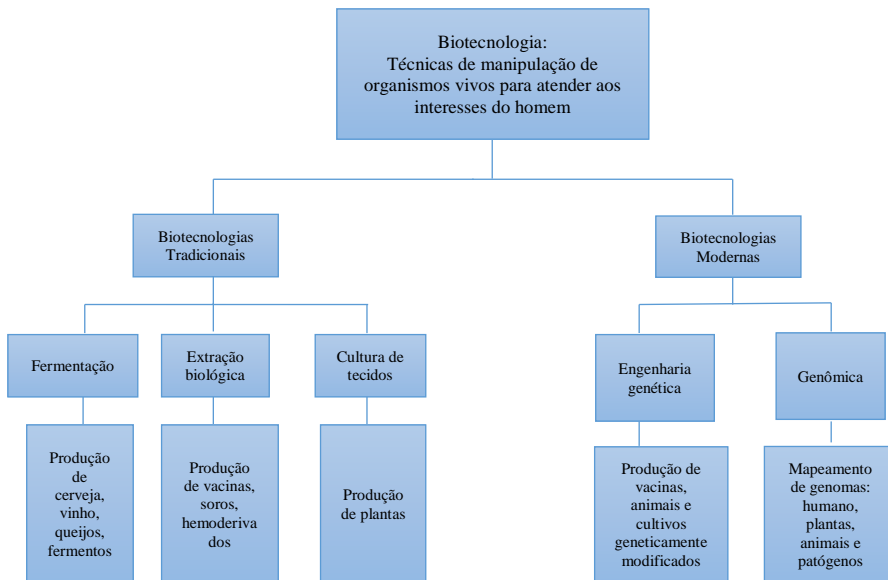 Biotecnologia:
Técnicas de manipulação de
organismos vivos para atender aos
interesses do homem
Biotecnologias
Tradicionais
Biotecnologias
Modernas
Fermentação
Extração
biológica
Cultura de
tecidos
Engenharia
genética
Genômica
Produção
de
cerveja,
vinho,
queijos,
fermentos
Produção
de vacinas,
soros,
hemoderiva
dos
Produção
de plantas
Produção de
vacinas,
animais e
cultivos
geneticamente
modificados
Mapeamento
de genomas:
humano,
plantas,
animais e
patógenos